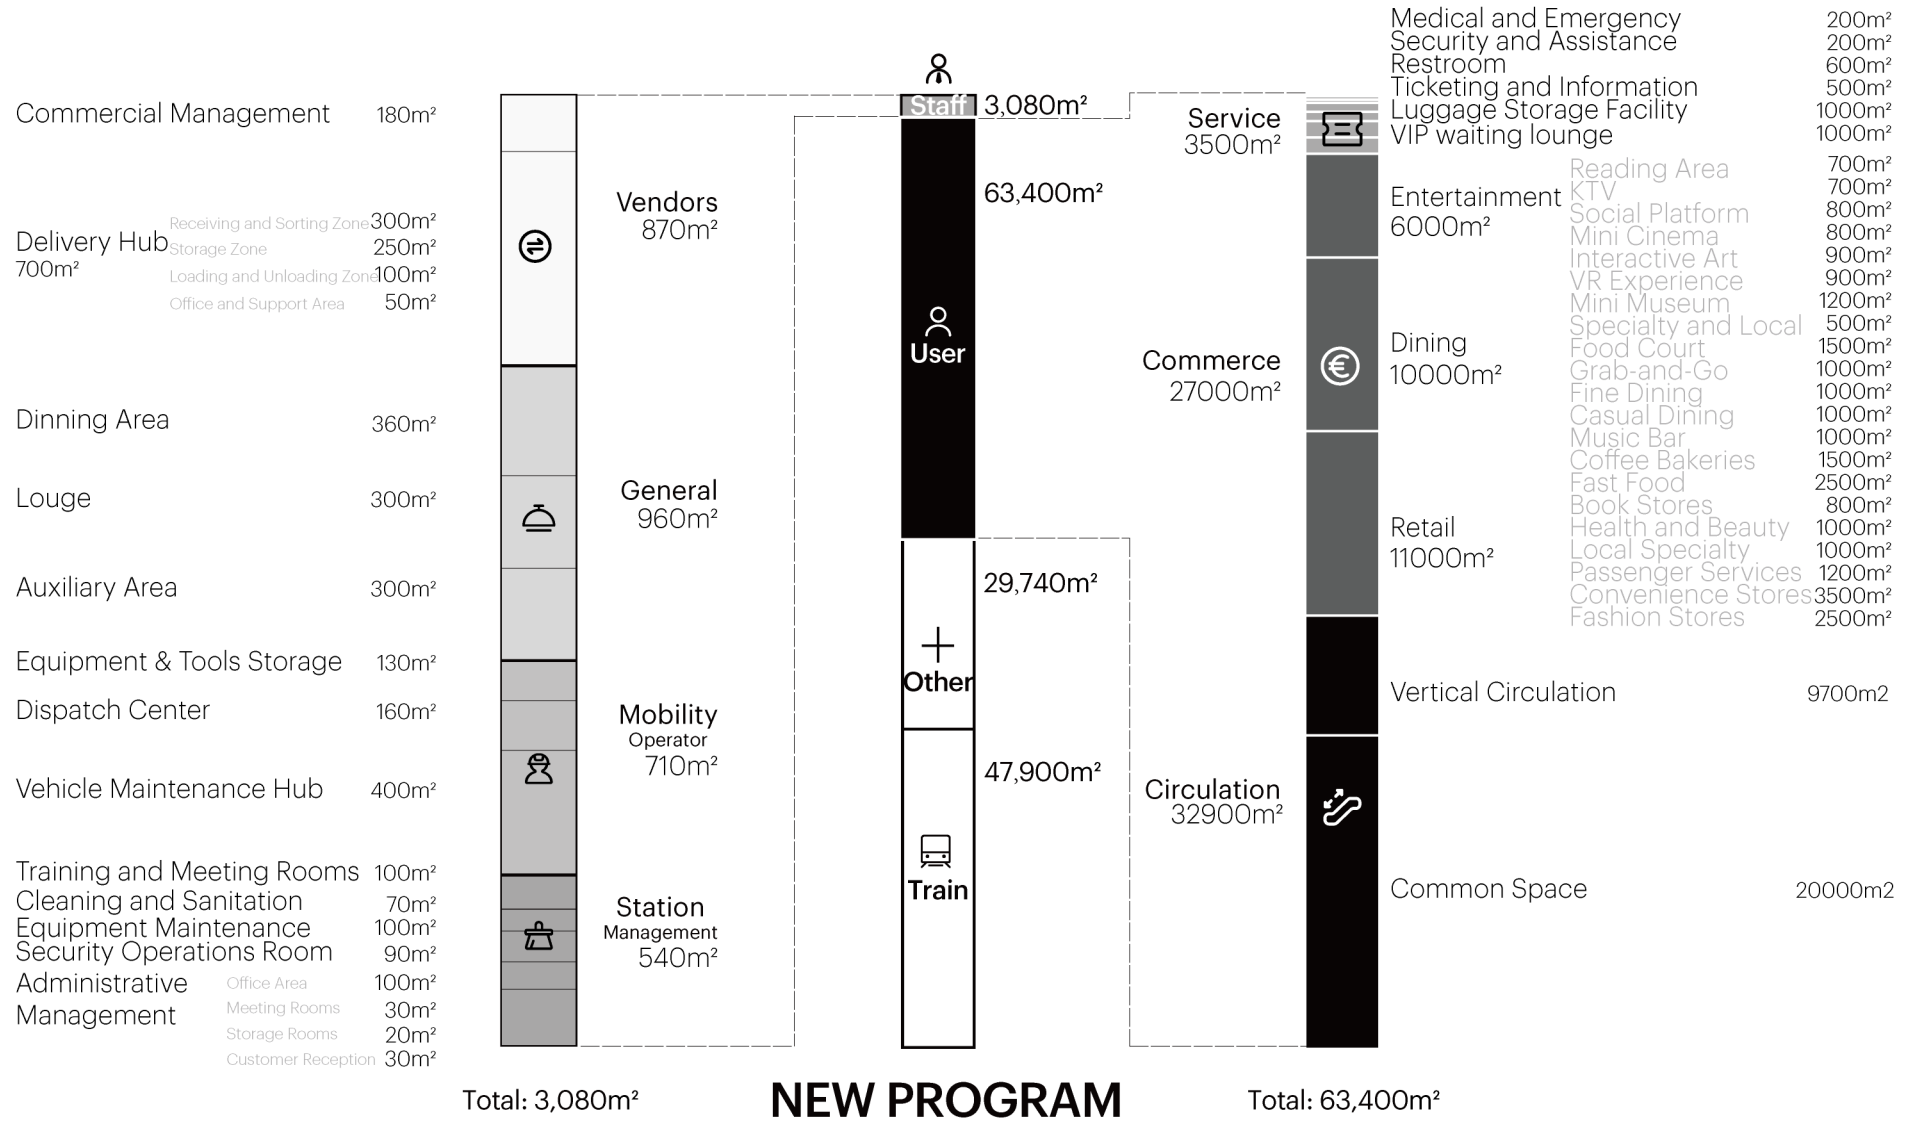 Commercial Management 180m²
Delivery Hub
700m²
Receiving and Sorting Zone 300m²
Storage Zone 250m²
Loading and Unloading Zone 100m²
Office and Support Area 50m²
Dinning Area 360m²
Louge 300m²
Auxiliary Area 300m²
Equipment & Tools Storage 130m²
Dispatch Center 160m²
Vehicle Maintenance Hub 400m²
Training and Meeting Rooms 100m²
Cleaning and Sanitation 70m²
Equipment Maintenance 100m²
Security Operations Room 90m²
Administrative
Management
Office Area 100m²
Meeting Rooms 30m²
Storage Rooms 20m²
Customer Reception 30m²
Vendors
870m²
General
960m²
Mobility
Operator
710m²
Station
Management
540m²
Total: 3,080m²
Staff 3,080m²
63,400m²
User
29,740m²
Other
47,900m²
Train
NEW PROGRAM
Service
3500m²
Commerce
27000m²
Circulation
32900m²
Total: 63,400m²
Medical and Emergency 200m²
Security and Assistance 200m²
Restroom 600m²
Ticketing and Information 500m²
Luggage Storage Facility 1000m²
VIP waiting lounge 1000m²
Entertainment
6000m²
Reading Area 700m²
KTV 700m²
Social Platform 800m²
Mini Cinema 800m²
Interactive Art 900m²
VR Experience 900m²
Mini Museum 1200m²
Dining
10000m²
Specialty and Local 500m²
Food Court 1500m²
Grab-and-Go 1000m²
Fine Dining 1000m²
Casual Dining 1000m²
Music Bar 1000m²
Coffee Bakeries 1500m²
Fast Food 2500m²
Retail
11000m²
Book Stores 800m²
Health and Beauty 1000m²
Local Specialty 1000m²
Passenger Services 1200m²
Convenience Stores 3500m²
Fashion Stores 2500m²
Vertical Circulation 9700m2
Common Space 20000m2